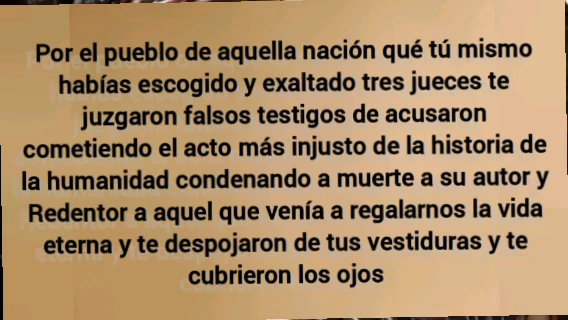 Por el pueblo de aquella nación qué tú mismo
habías escogido y exaltado tres jueces te
juzgaron falsos testigos de acusaron
cometiendo el acto más injusto de la historia de
la humanidad condenando a muerte a su autor y
Redentor a aquel que venía a regalarnos la vida
eterna y te despojaron de tus vestiduras y te
cubrieron los ojos